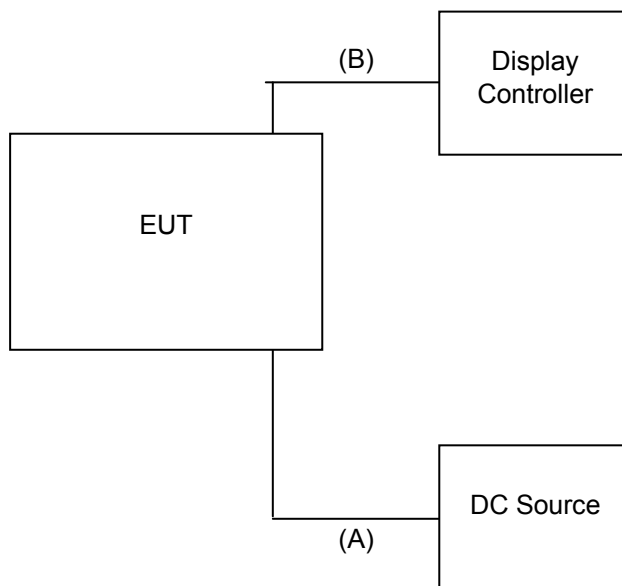 (B)
Display
Controller
EUT
DC Source
(A)